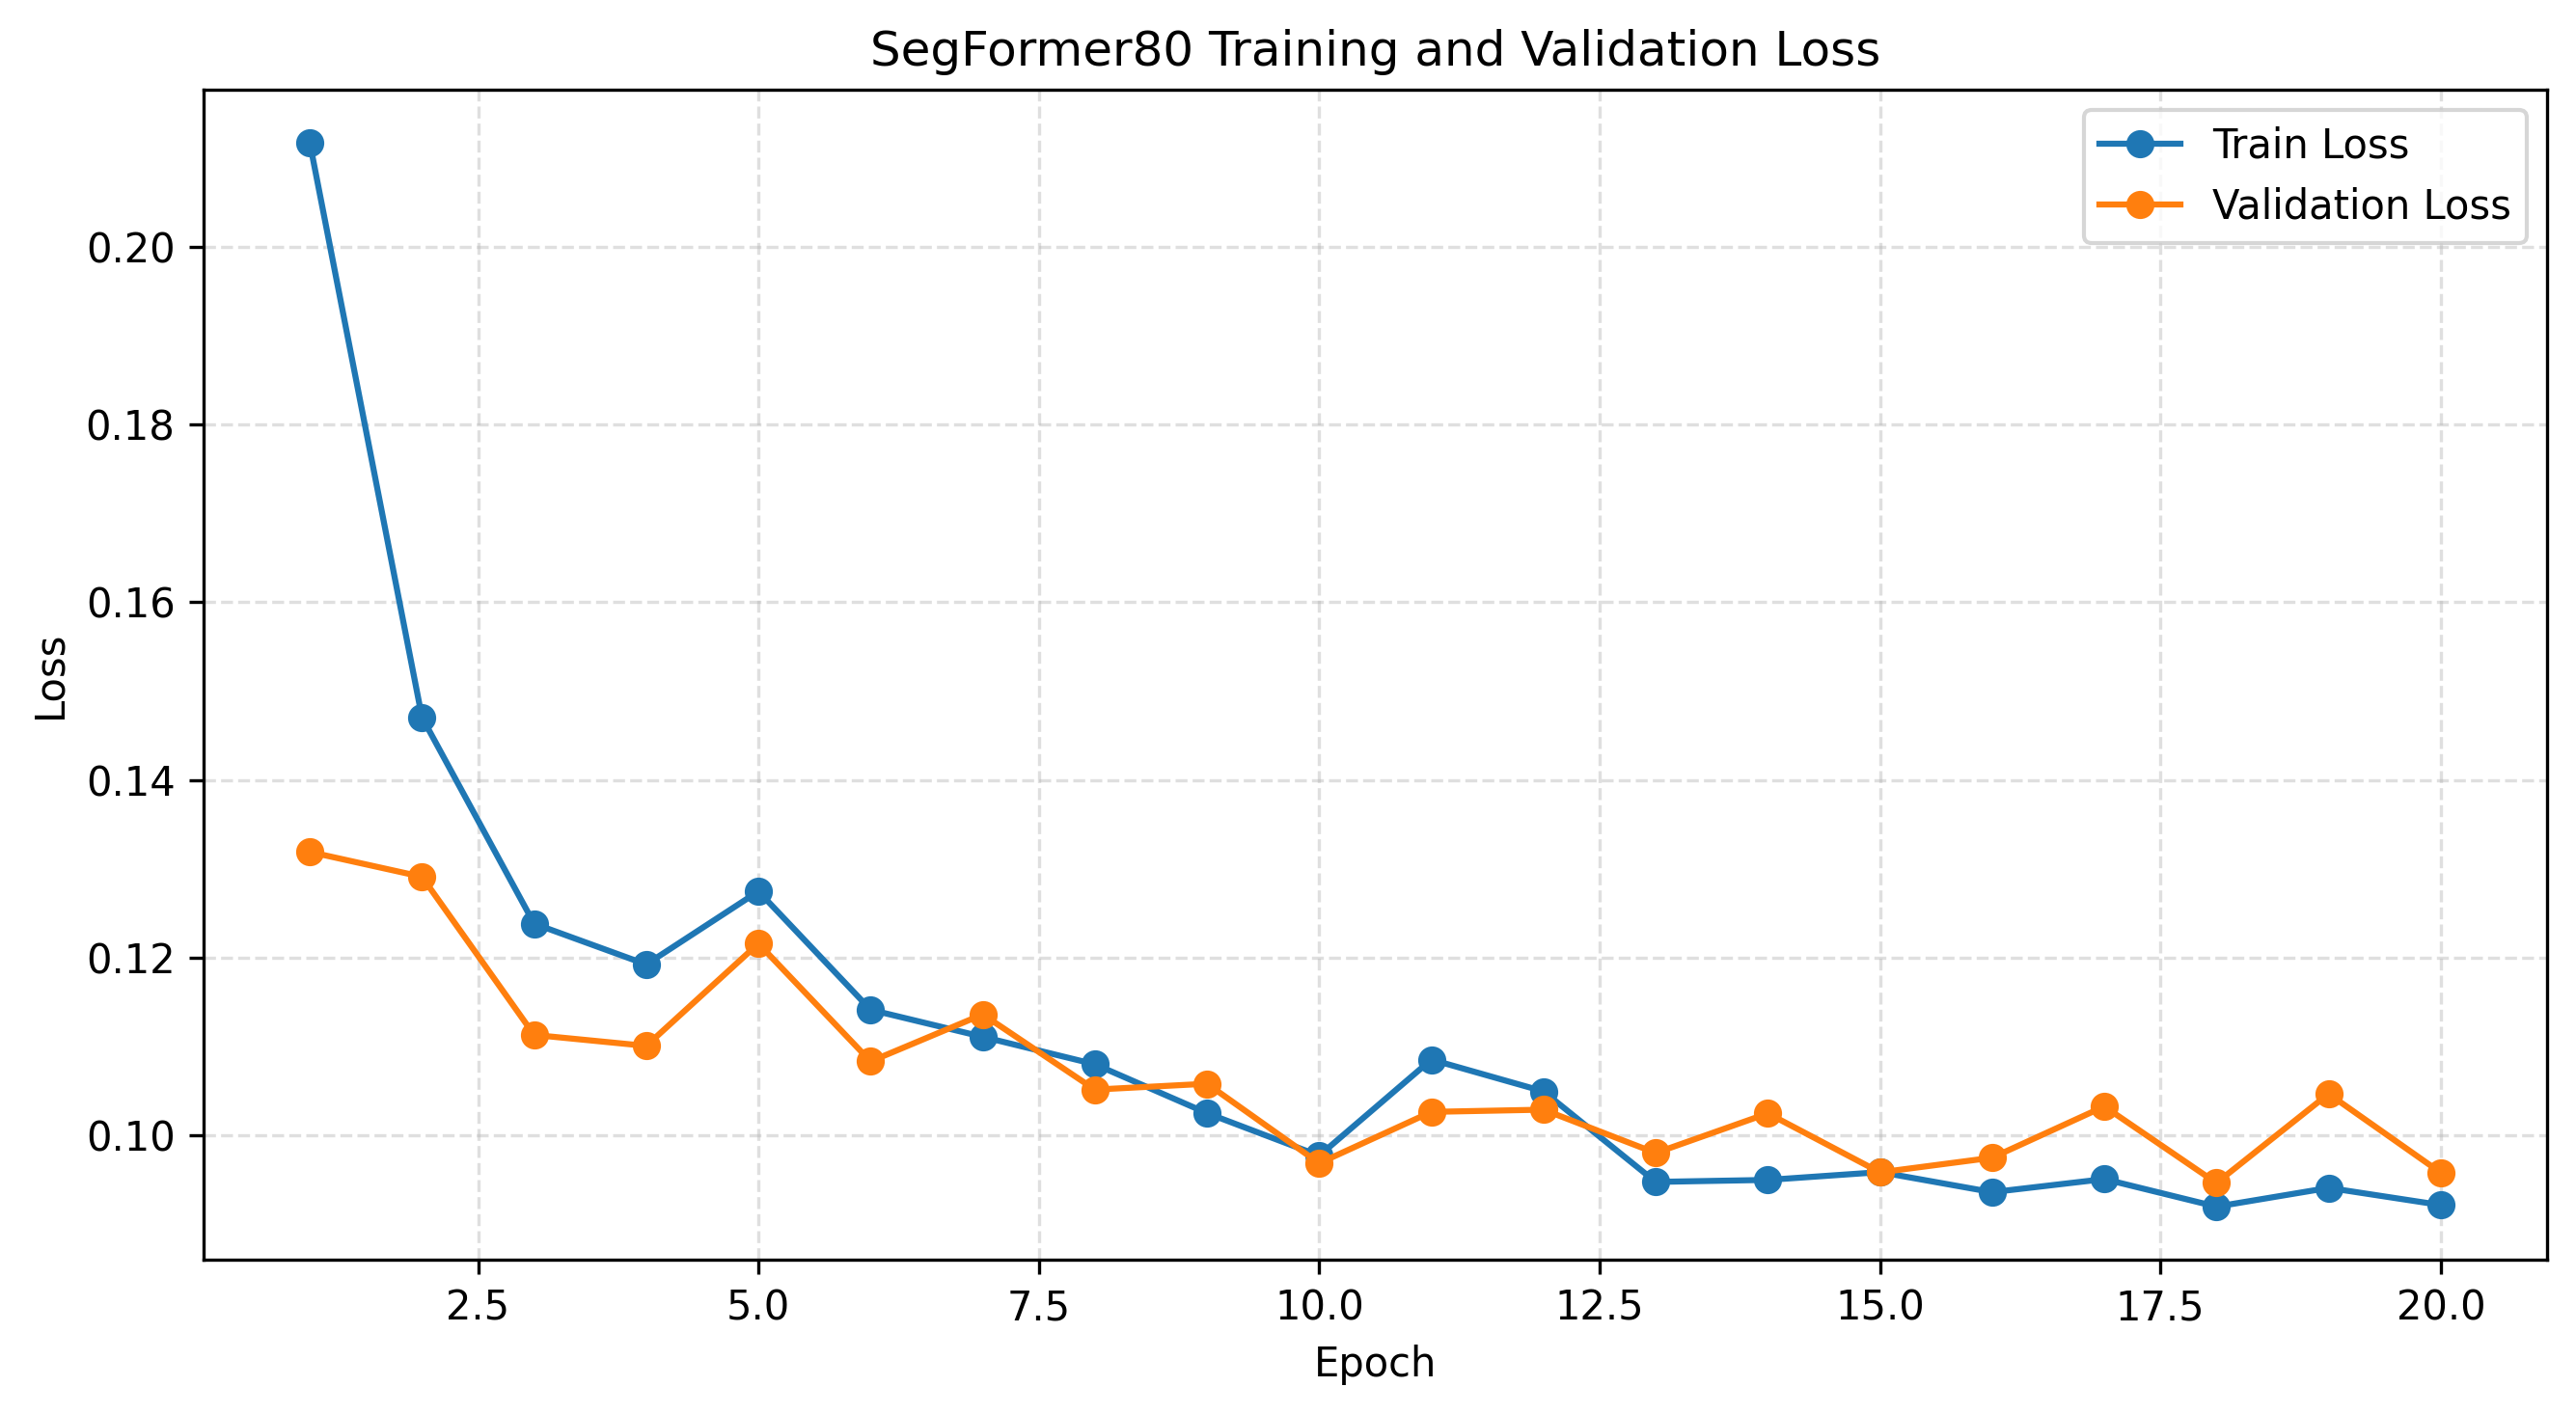 SegFormer80 Training and Validation Loss
Train Loss
Validation Loss
0.20
0.18
0.16
0.14
0.12
0.10
Loss
2.5 5.0 7.5 10.0 12.5 15.0 17.5 20.0
Epoch